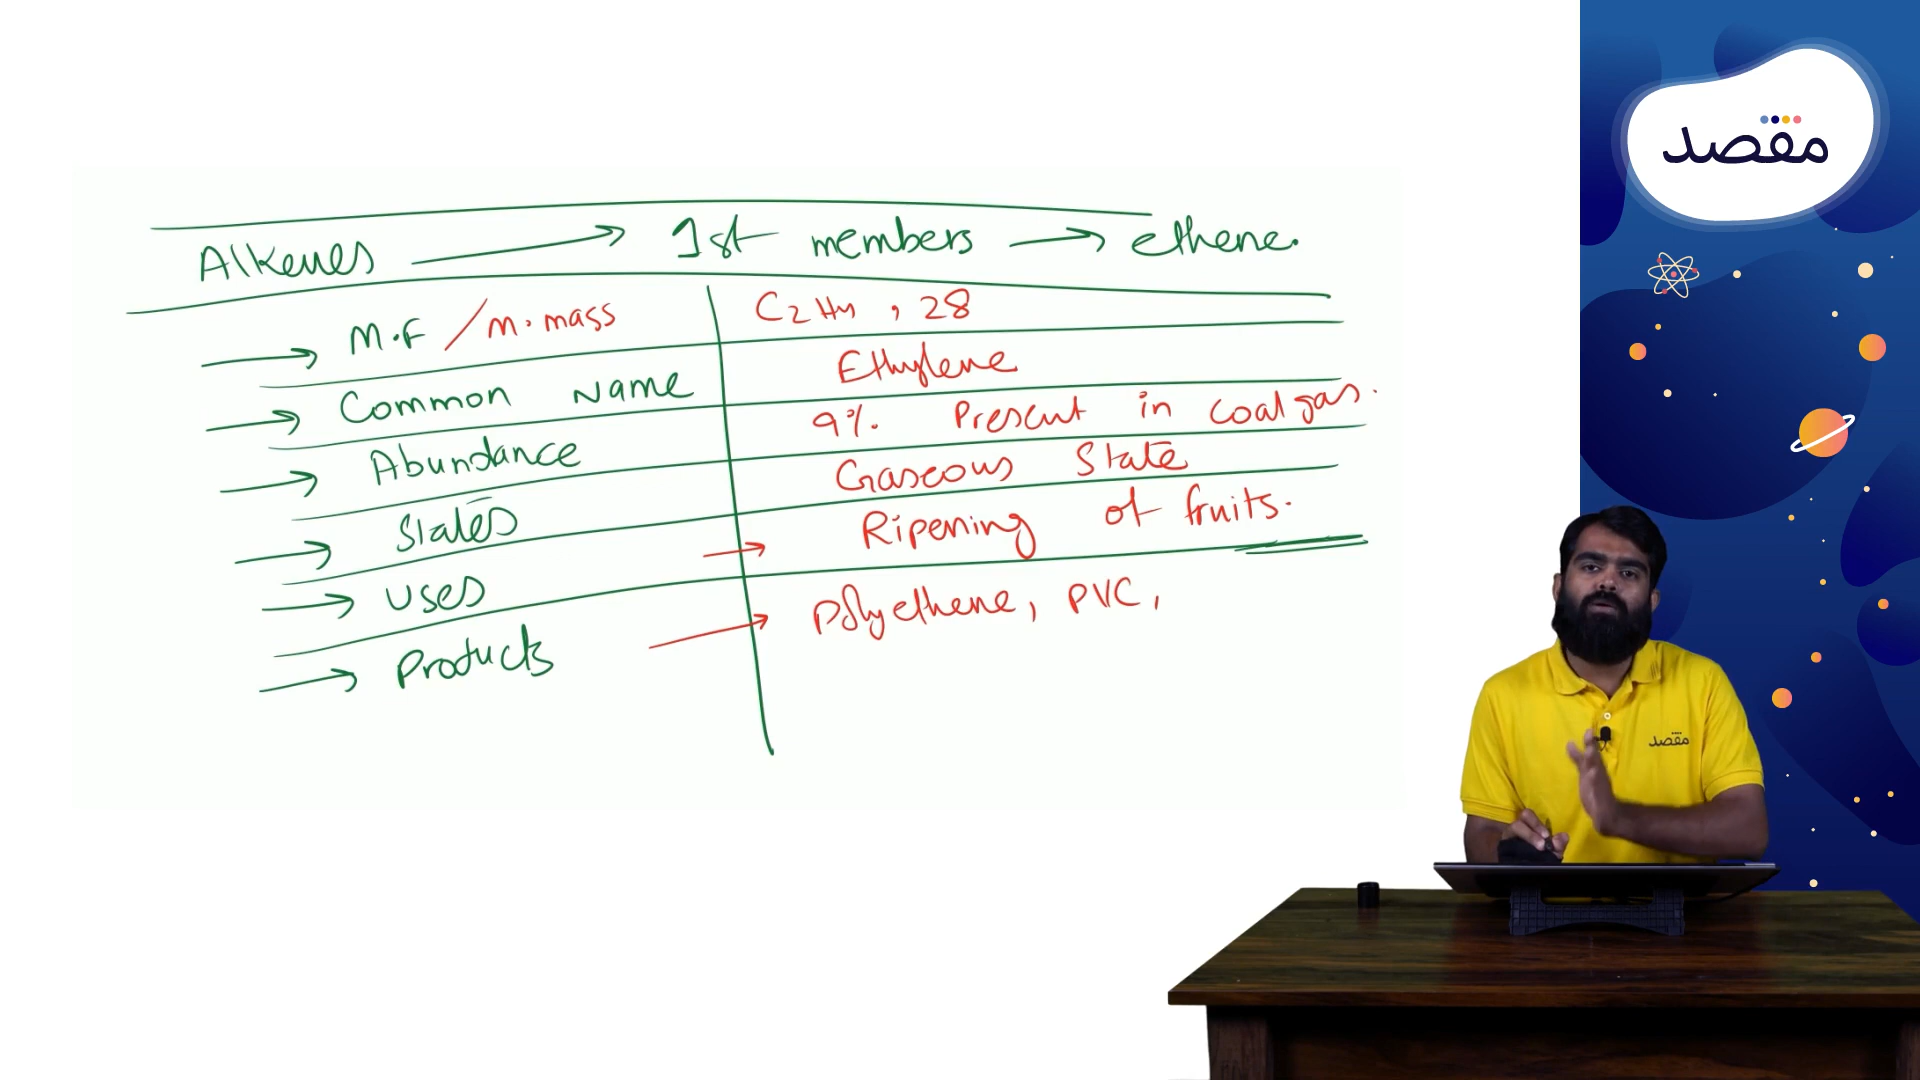 مقصد
Alkenes → 1st members → ethene.
→ M.F / M. mass C2H4 , 28
→ Common Name Ethylene
→ Abundance 9% Present in coal gas.
→ States Gaseous State
→ Uses → Ripening of fruits.
→ Products → Polyethene, PVC,
مقصد